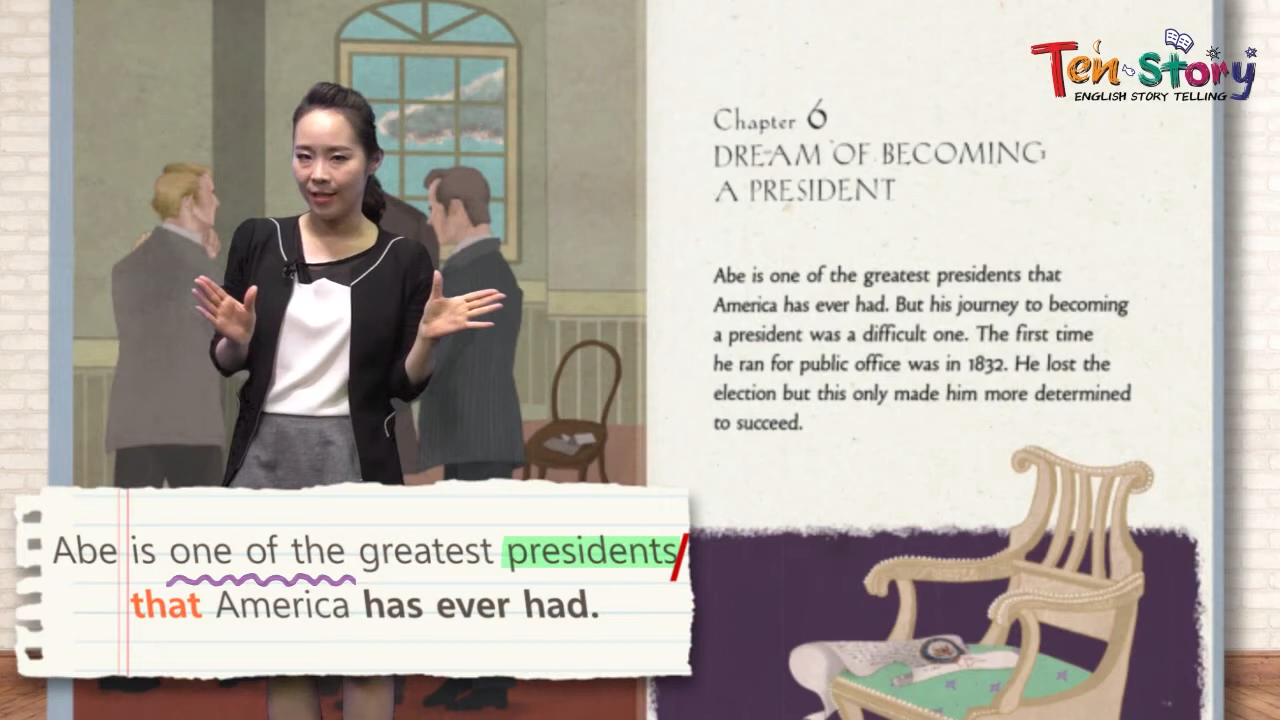 Ten Story
ENGLISH STORY TELLING
Chapter 6
DREAM OF BECOMING
A PRESIDENT
Abe is one of the greatest presidents that
America has ever had. But his journey to becoming
a president was a difficult one. The first time
he ran for public office was in 1832. He lost the
election but this only made him more determined
to succeed.
Abe is one of the greatest presidents/
that America has ever had.